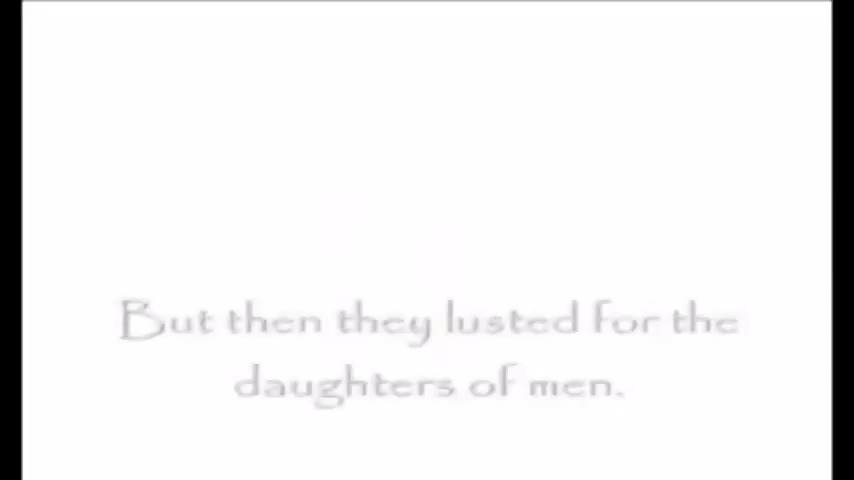 But then they lusted for the
daughters of men.